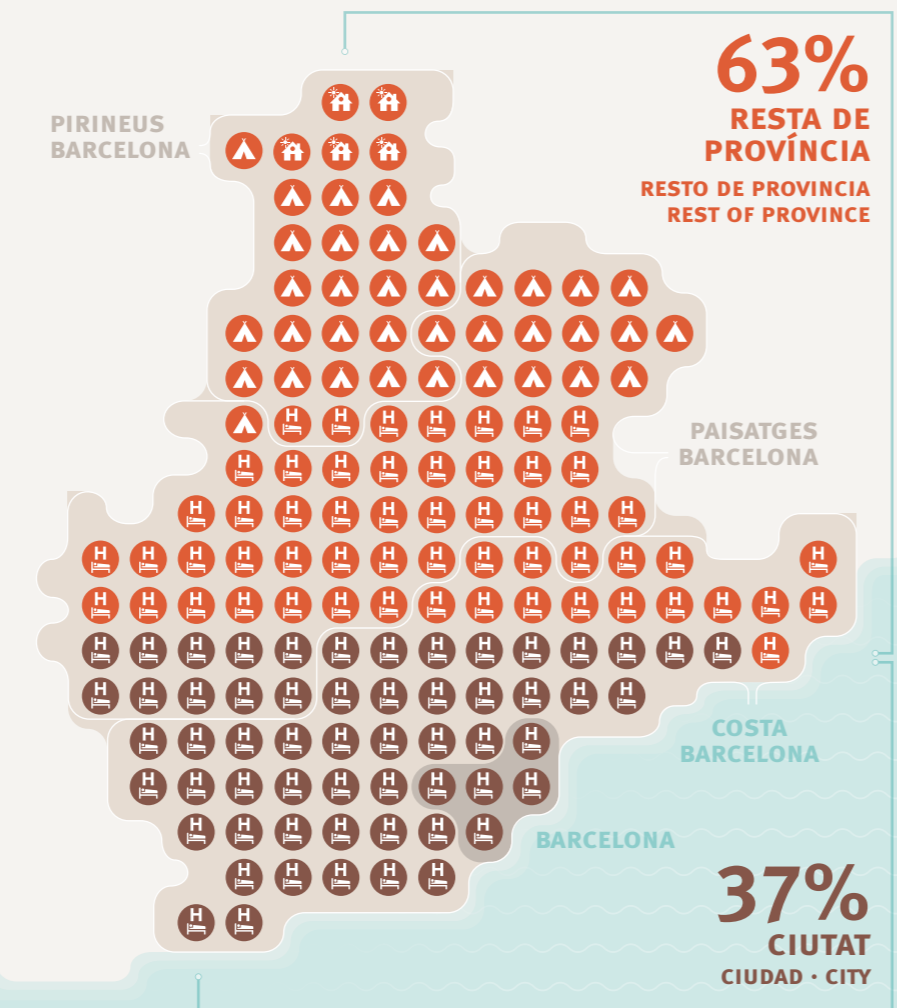 63%
RESTA DE
PROVÍNCIA
RESTO DE PROVINCIA
REST OF PROVINCE
PIRINEUS
BARCELONA
PAISATGES
BARCELONA
H H H H H H H
H H H H H H H H
H H H H H H H H H H
H H H H H H H H H H H H H H
H H H H H H H H H H H H H H H H
H H H H H H H H H H H H H H H
H H H H H H H H H H H H
COSTA
BARCELONA
H H H H H H H H H
H H H H H H H H H
H H H H H H H
BARCELONA
H H H H H
H H
37%
CIUTAT
CIUDAD · CITY